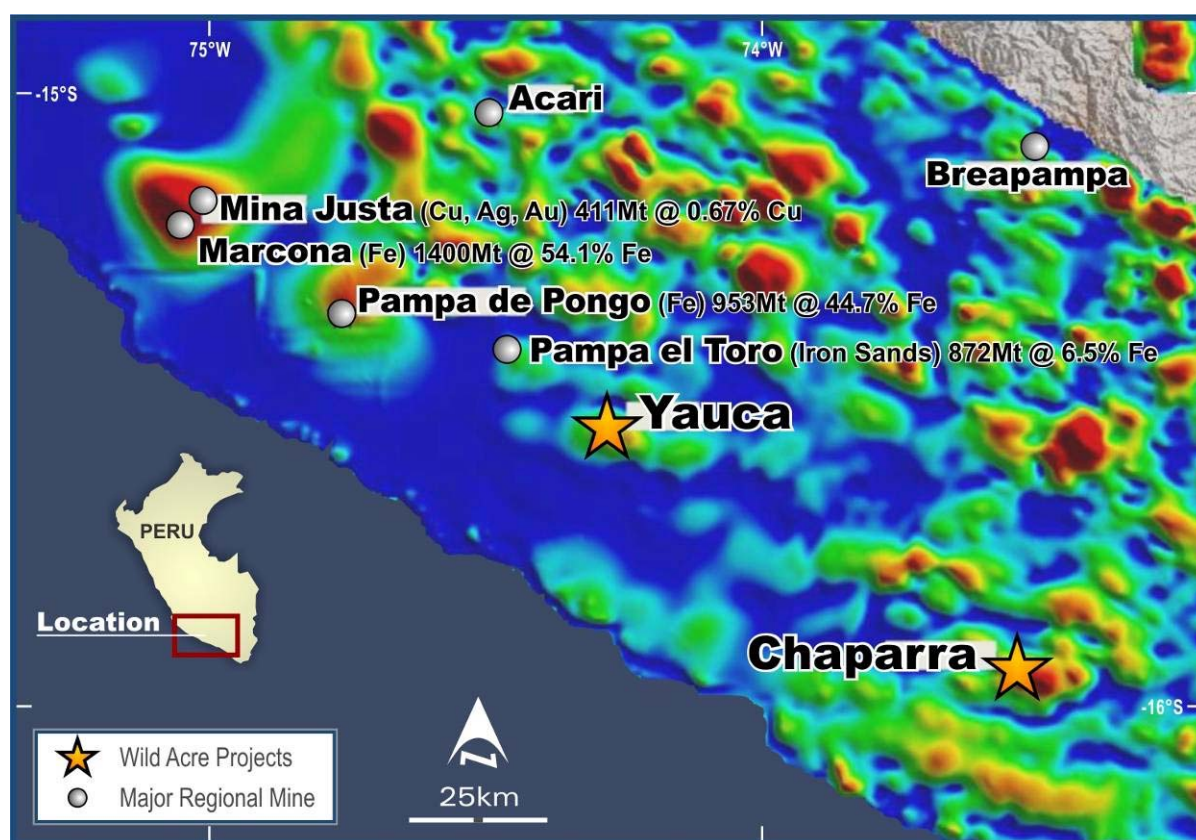 75°W
74°W
-15°S
Acari
Breapampa
Mina Justa (Cu, Ag, Au) 411Mt @ 0.67% Cu
Marcona (Fe) 1400Mt @ 54.1% Fe
Pampa de Pongo (Fe) 953Mt @ 44.7% Fe
Pampa el Toro (Iron Sands) 872Mt @ 6.5% Fe
Yauca
PERU
Location
Chaparra
-16°S
Wild Acre Projects
Major Regional Mine
N
25km